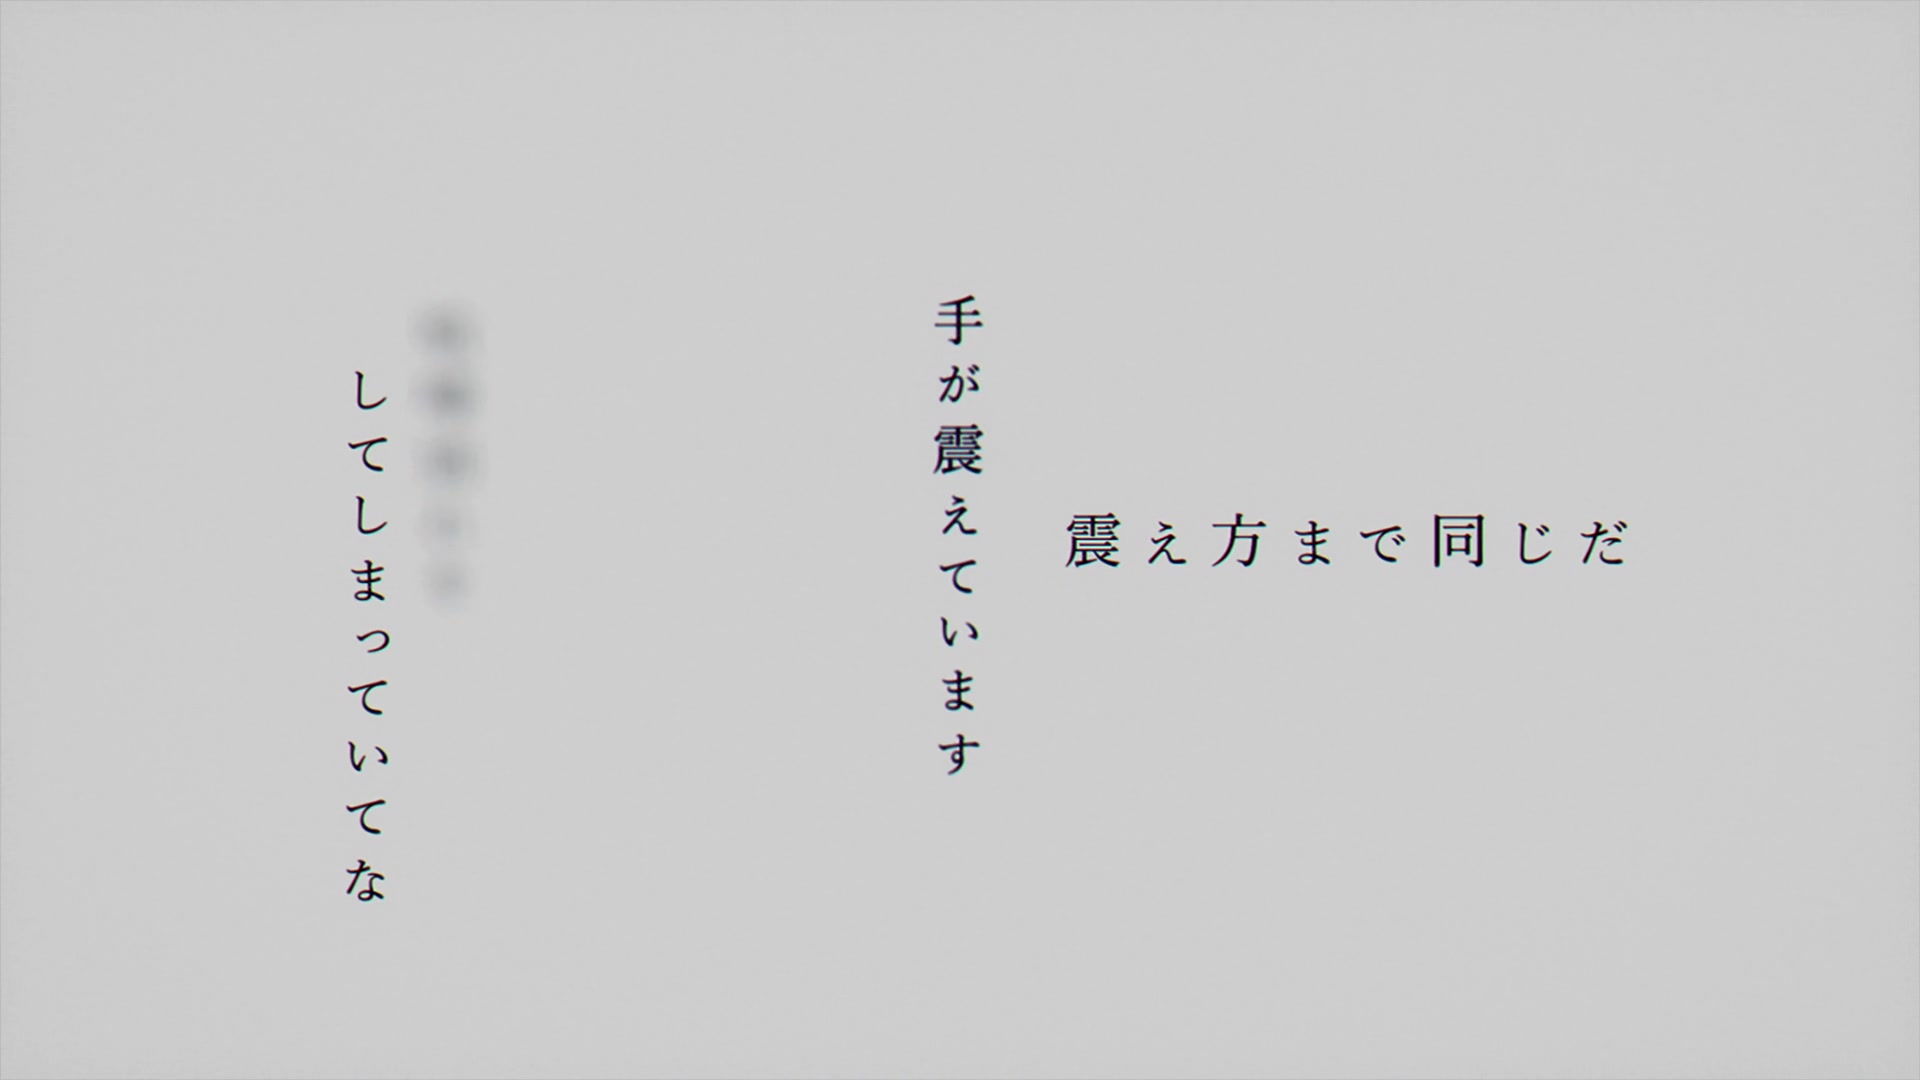 震え方まで同じだ
手が震えています
してしまっていてな